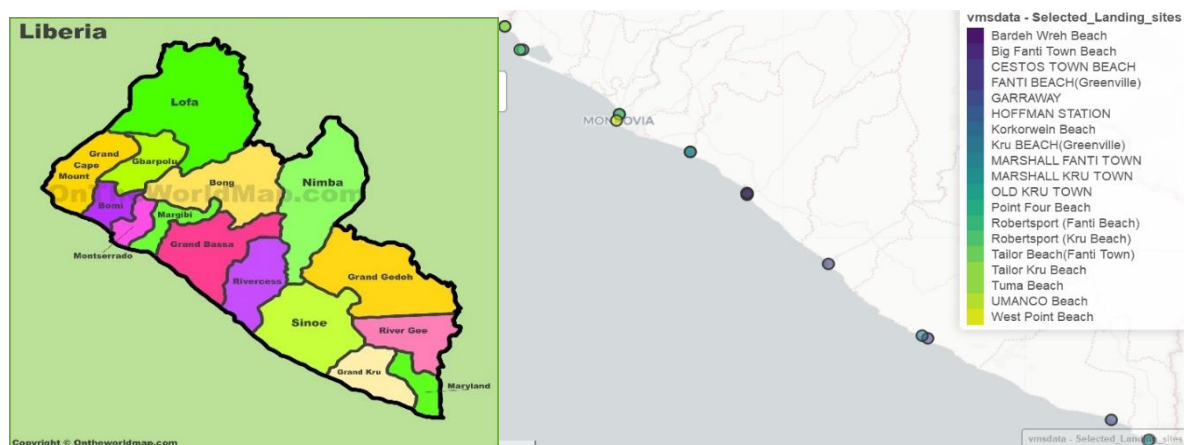 Liberia
Lofa
Grand
Cape
Mount
Gbarpolu
OnTheWorldMap.com
Bong
Nimba
Bomi
Margibi
Montserrado
Grand Bassa
Rivercess
Grand Gedeh
Sinoe
River Gee
Grand Kru
Maryland
Copyright © Ontheworldmap.com
vmsdata - Selected_Landing_sites
Bardeh Wreh Beach
Big Fanti Town Beach
CESTOS TOWN BEACH
FANTI BEACH(Greenville)
GARRAWAY
HOFFMAN STATION
Korkorwein Beach
Kru BEACH(Greenville)
MARSHALL FANTI TOWN
MARSHALL KRU TOWN
OLD KRU TOWN
Point Four Beach
Robertsport (Fanti Beach)
Robertsport (Kru Beach)
Tailor Beach(Fanti Town)
Tailor Kru Beach
Tuma Beach
UMANCO Beach
West Point Beach
vmsdata - Selected_Landing_sites